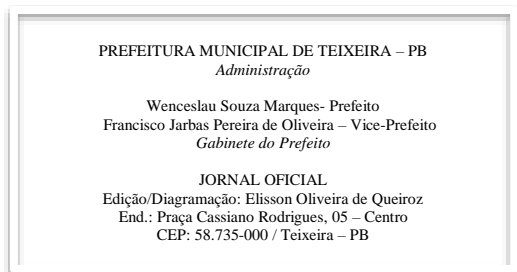 PREFEITURA MUNICIPAL DE TEIXEIRA – PB
Administração
Wenceslau Souza Marques- Prefeito
Francisco Jarbas Pereira de Oliveira – Vice-Prefeito
Gabinete do Prefeito
JORNAL OFICIAL
Edição/Diagramação: Elisson Oliveira de Queiroz
End.: Praça Cassiano Rodrigues, 05 – Centro
CEP: 58.735-000 / Teixeira – PB